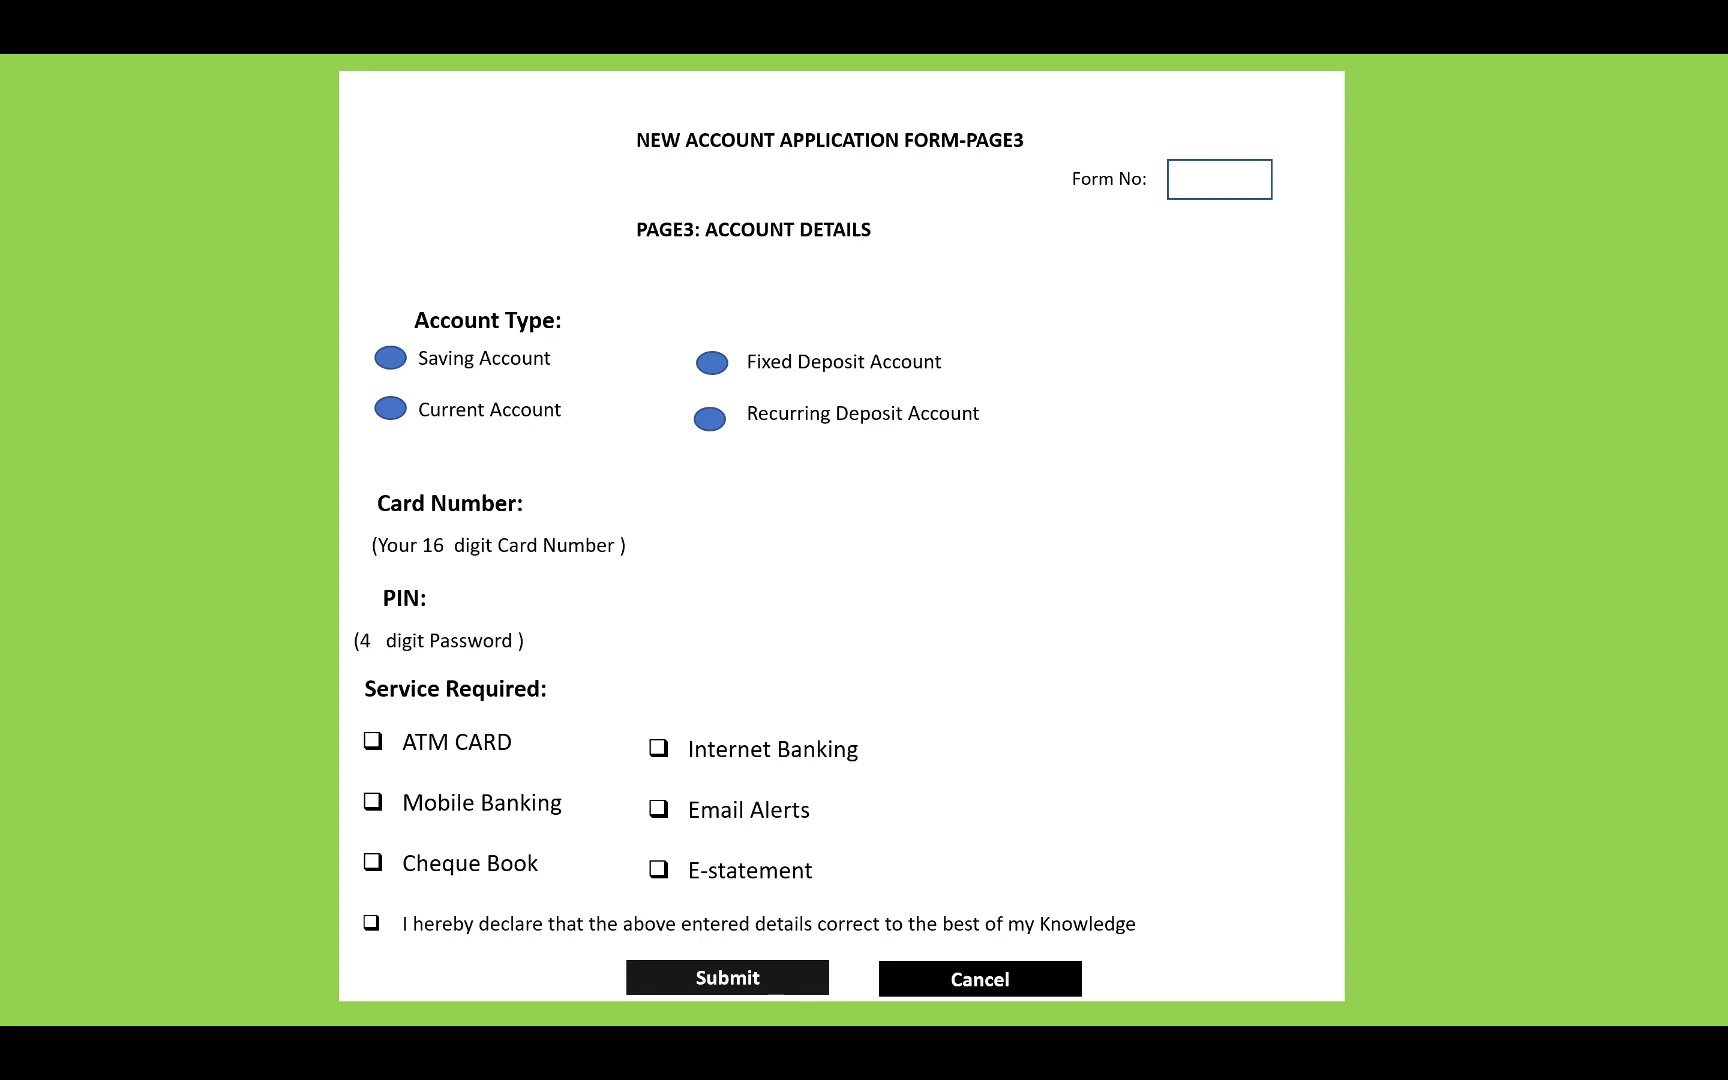 NEW ACCOUNT APPLICATION FORM-PAGE3
Form No:
PAGE3: ACCOUNT DETAILS
Account Type:
Saving Account
Fixed Deposit Account
Current Account
Recurring Deposit Account
Card Number:
(Your 16  digit Card Number )
PIN:
(4   digit Password )
Service Required:
ATM CARD
Internet Banking
Mobile Banking
Email Alerts
Cheque Book
E-statement
I hereby declare that the above entered details correct to the best of my Knowledge
Submit
Cancel